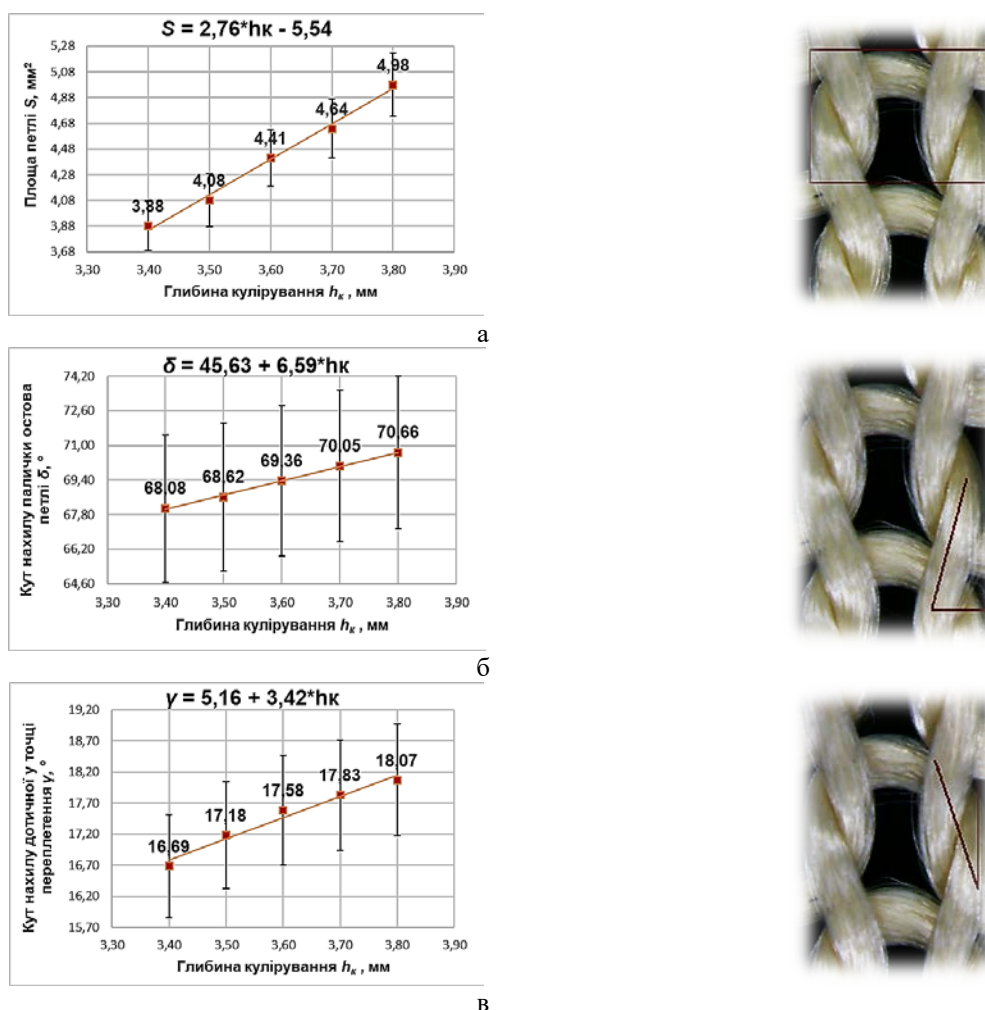 S = 2,76*hк - 5,54
Площа петлі S, мм²
5,28
5,08
4,88
4,68
4,48
4,28
4,08
3,88
3,68
3,88
4,08
4,41
4,64
4,98
3,30 3,40 3,50 3,60 3,70 3,80 3,90
Глибина кулірування hк , мм
а
δ = 45,63 + 6,59*hк
Кут нахилу палички остова
петлі δ, °
74,20
72,60
71,00
69,40
67,80
66,20
64,60
68,08
68,62
69,36
70,05
70,66
3,30 3,40 3,50 3,60 3,70 3,80 3,90
Глибина кулірування hк , мм
б
γ = 5,16 + 3,42*hк
Кут нахилу дотичної у точці
переплетення γ, °
19,20
18,70
18,20
17,70
17,20
16,70
16,20
15,70
16,69
17,18
17,58
17,83
18,07
3,30 3,40 3,50 3,60 3,70 3,80 3,90
Глибина кулірування hк , мм
в